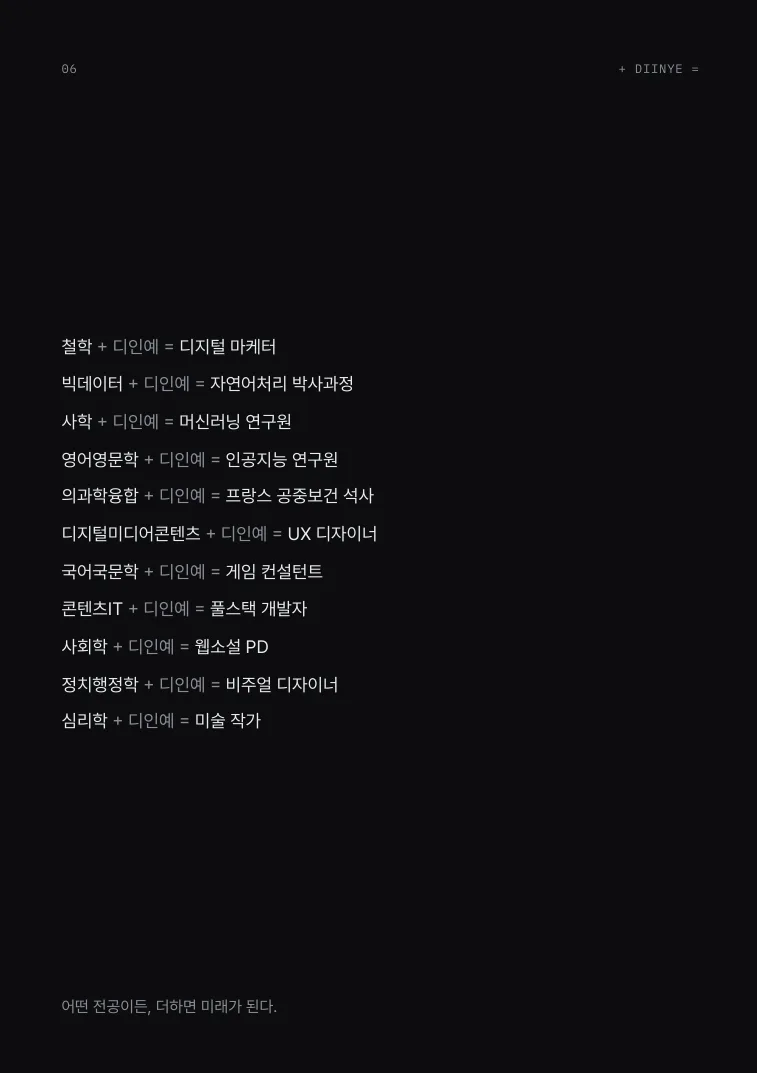 06
+ DIINYE =
철학 + 디인예 = 디지털 마케터
빅데이터 + 디인예 = 자연어처리 박사과정
사학 + 디인예 = 머신러닝 연구원
영어영문학 + 디인예 = 인공지능 연구원
의과학융합 + 디인예 = 프랑스 공중보건 석사
디지털미디어콘텐츠 + 디인예 = UX 디자이너
국어국문학 + 디인예 = 게임 컨설턴트
콘텐츠IT + 디인예 = 풀스택 개발자
사회학 + 디인예 = 웹소설 PD
정치행정학 + 디인예 = 비주얼 디자이너
심리학 + 디인예 = 미술 작가
어떤 전공이든, 더하면 미래가 된다.